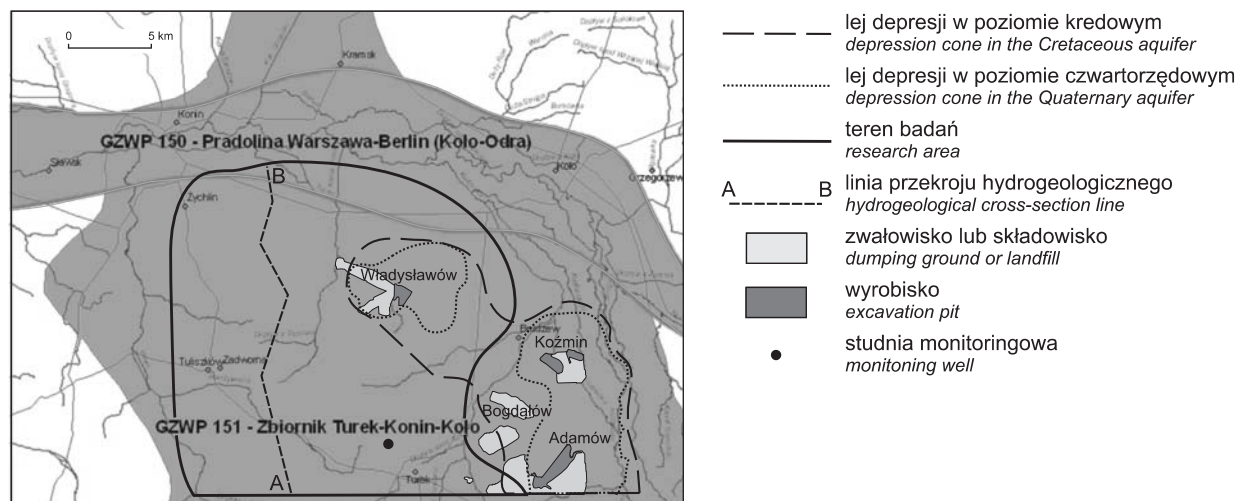 0 5 km
Kramsk
Konin
GZWP 150 - Pradolina Warszawa-Berlin (Koło-Odra)
Sławsk
Koło
Grzegorzew
B
Żychlin
Władysławów
Koźmin
Tuliszków
Zadworna
Bogdałów
GZWP 151 - Zbiornik Turek-Konin-Koło
Adamów
A
Turek
lej depresji w poziomie kredowym
depression cone in the Cretaceous aquifer
lej depresji w poziomie czwartorzędowym
depression cone in the Quaternary aquifer
teren badań
research area
A B linia przekroju hydrogeologicznego
hydrogeological cross-section line
zwałowisko lub składowisko
dumping ground or landfill
wyrobisko
excavation pit
studnia monitoringowa
monitoning well